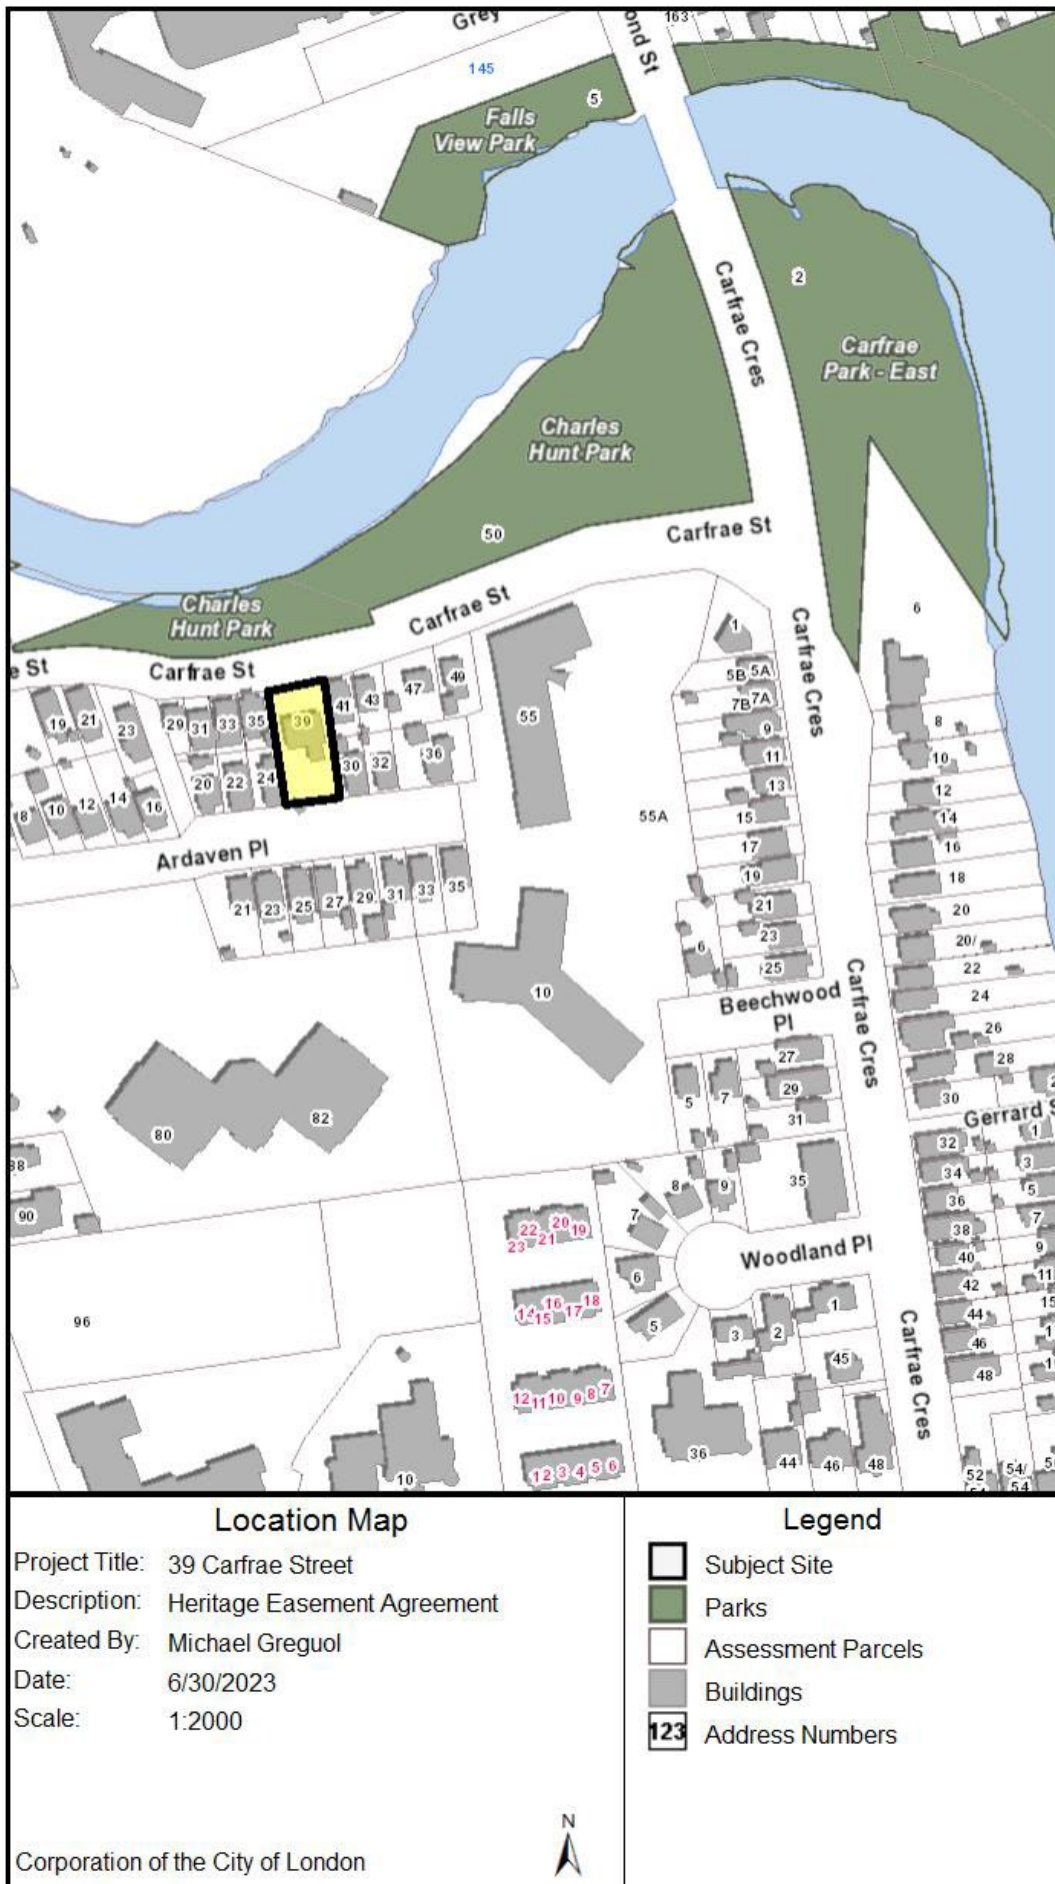 Grey
ond St
163
145
5
Falls
View Park
2
Carfrae Cres
Carfrae
Park - East
Charles
Hunt Park
50
Carfrae St
Charles
Hunt Park
Carfrae St
6
1
e St
Carfrae St
Carfrae Cres
5B 5A
7B 7A
19 21 23 29 31 33 35 39 41 43 47 49
55
9
8
11
10
20 22 24 30 32 36
13
12
8 10 12 14 16
55A
15
14
Ardaven Pl
17
16
19
18
21 23 25 27 29 31 33 35
21
20
23
20/
6
25
22
10
Beechwood
Pl
Carfrae Cres
24
26
27
28
5 7
29
30
31
Gerrard S
80
82
32
1
88
34
3
90
8 9
35
36
5
7
38
7
22 20 19
23 21
Woodland Pl
40
9
6
42
11
14 16 17 18
15
1
44
15
96
5
3 2
46
45
48
Carfrae Cres
12 11 10 9 8 7
36
44 46 48
10
1 2 3 4 5 6
52
54/
54
Location Map
Project Title: 39 Carfrae Street
Description: Heritage Easement Agreement
Created By: Michael Greguol
Date: 6/30/2023
Scale: 1:2000
N
Corporation of the City of London
Legend
Subject Site
Parks
Assessment Parcels
Buildings
123 Address Numbers